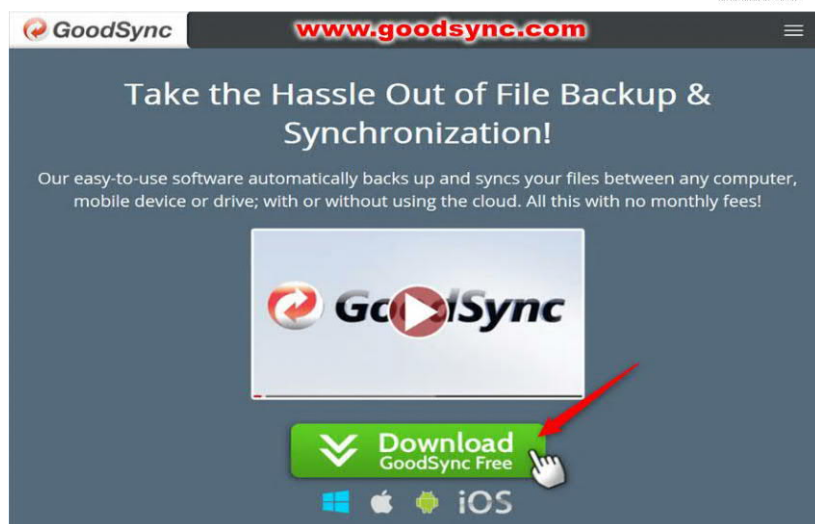 GoodSync
www.goodsync.com
Take the Hassle Out of File Backup &
Synchronization!
Our easy-to-use software automatically backs up and syncs your files between any computer,
mobile device or drive; with or without using the cloud. All this with no monthly fees!
GoodSync
Download
GoodSync Free
iOS